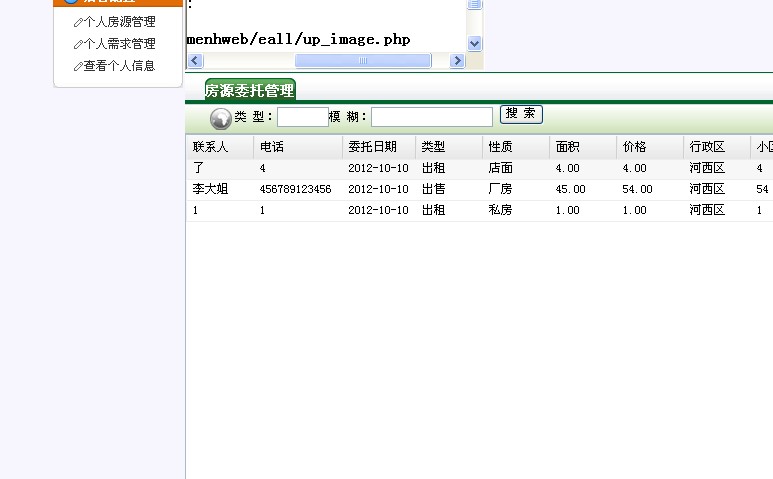 :
个人房源管理
个人需求管理
menhweb/eall/up_image.php
查看个人信息
房源委托管理
类 型: 模 糊: 搜 索
联系人 电话 委托日期 类型 性质 面积 价格 行政区 小
了 4 2012-10-10 出租 店面 4.00 4.00 河西区 4
李大姐 456789123456 2012-10-10 出售 厂房 45.00 54.00 河西区 54
1 1 2012-10-10 出租 私房 1.00 1.00 河西区 1